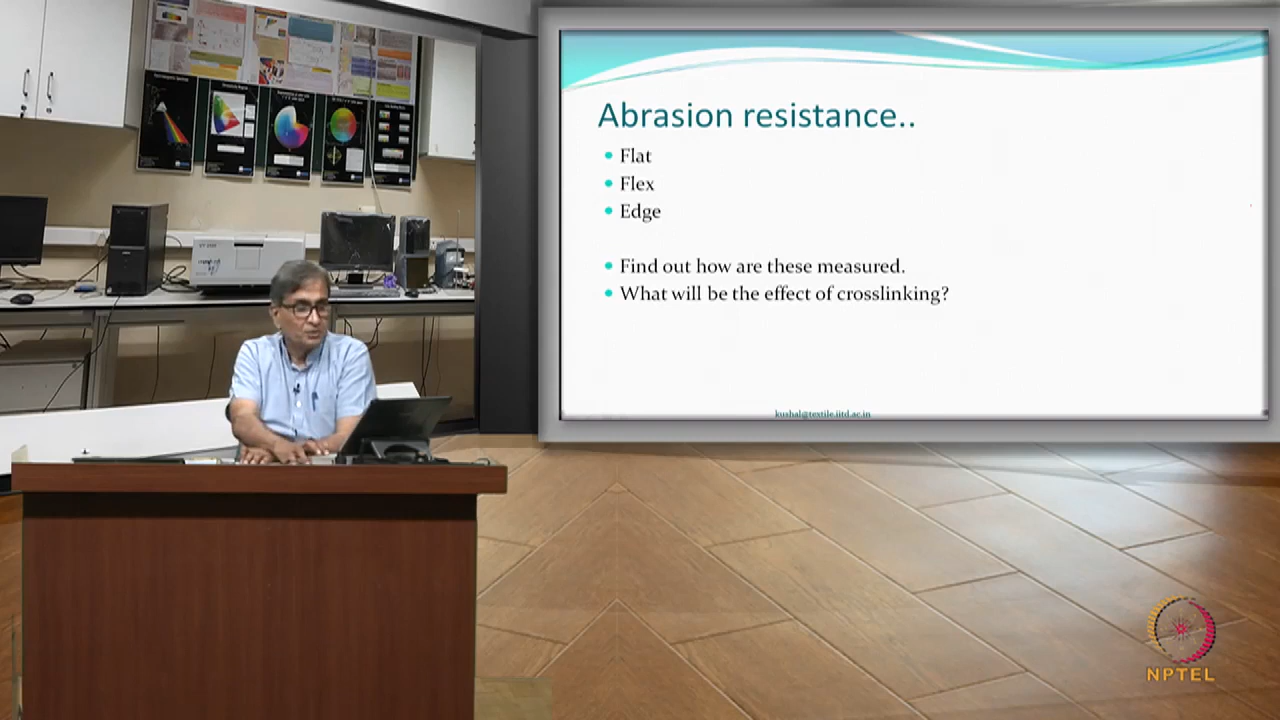 Abrasion resistance..
Flat
Flex
Edge
Find out how are these measured.
What will be the effect of crosslinking?
kushal@textile.iitd.ac.in
NPTEL